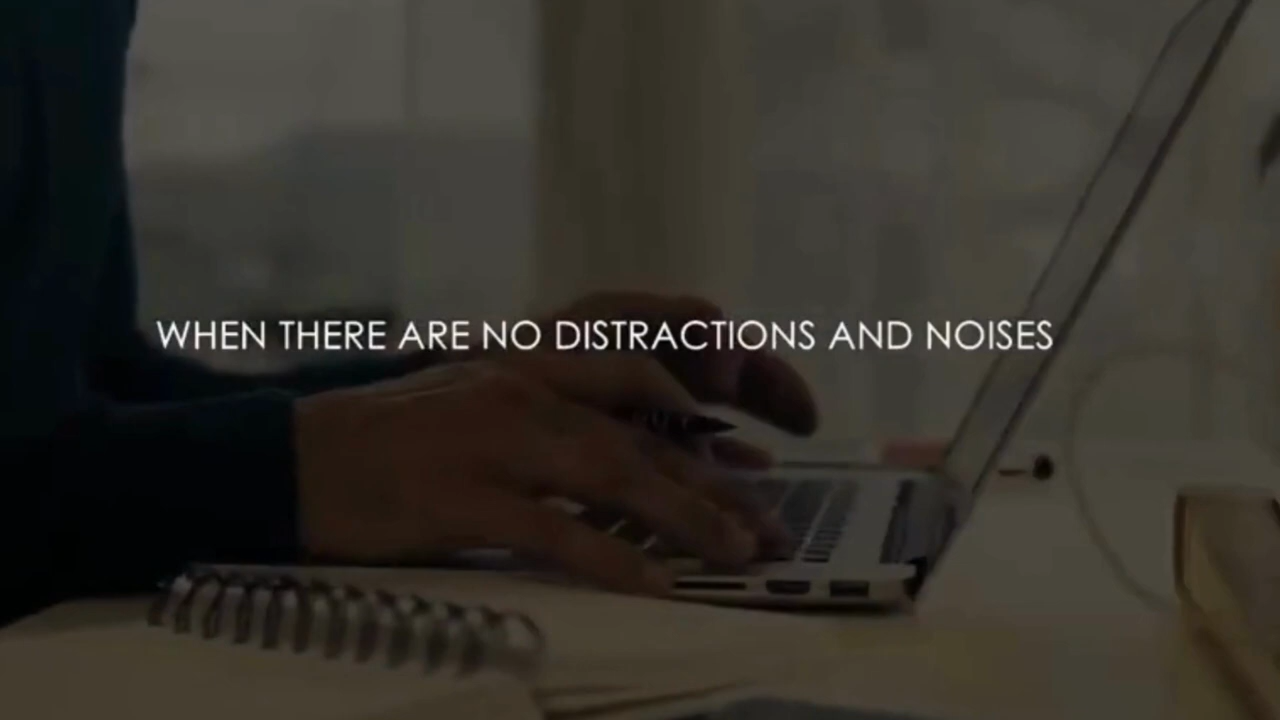 WHEN THERE ARE NO DISTRACTIONS AND NOISES